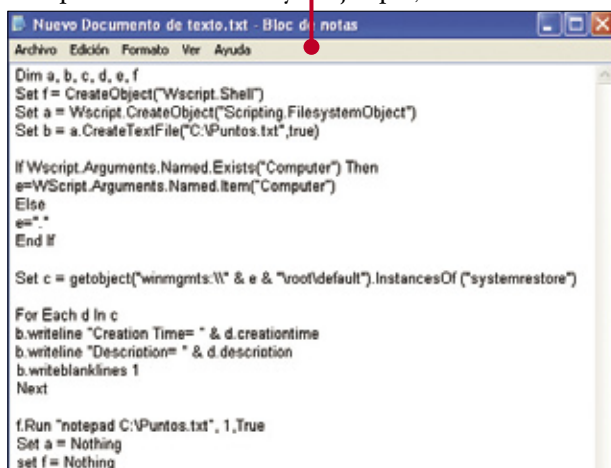 Nuevo Documento de texto.txt - Bloc de notas
Archivo Edición Formato Ver Ayuda
Dim a, b, c, d, e, f
Set f = CreateObject("Wscript.Shell")
Set a = Wscript.CreateObject("Scripting.FilesystemObject")
Set b = a.CreateTextFile("C:\Puntos.txt",true)
If Wscript.Arguments.Named.Exists("Computer") Then
e=WScript.Arguments.Named.Item("Computer")
Else
e="."
End If
Set c = getobject("winmgmts:\\" & e & "\root\default").InstancesOf ("systemrestore")
For Each d In c
b.writeline "Creation Time= " & d.creationtime
b.writeline "Description= " & d.description
b.writeblanklines 1
Next
f.Run "notepad C:\Puntos.txt", 1,True
Set a = Nothing
set f = Nothing